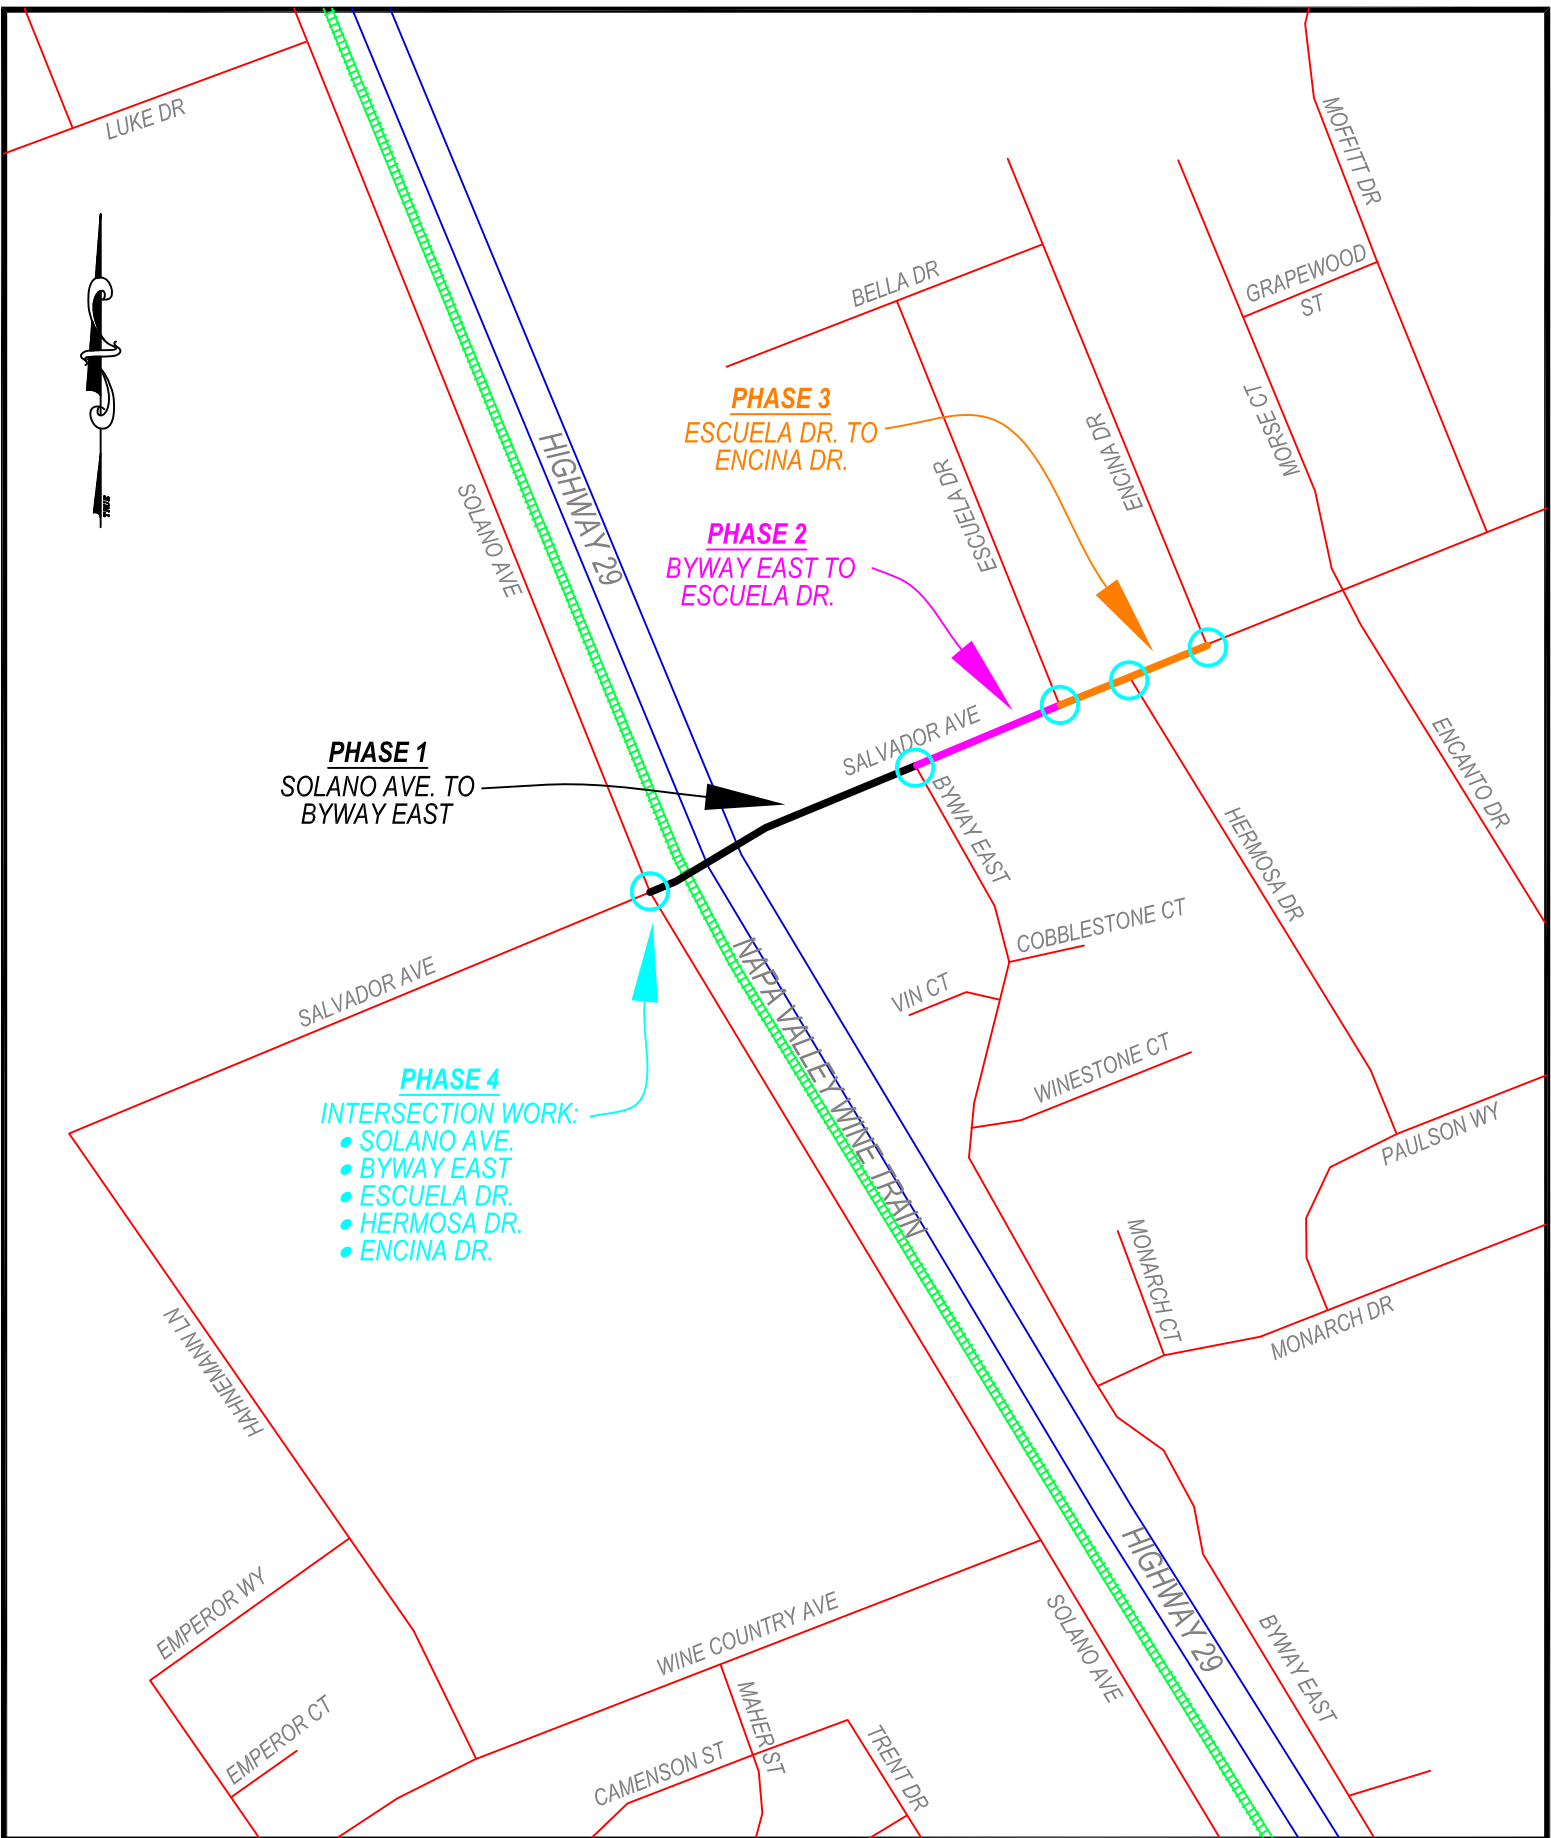 LUKE DR
MOFFITT DR
GRAPEWOOD
ST
BELLA DR
TRUE
PHASE 3
ESCUELA DR. TO
ENCINA DR.
MORSE CT
ENCINA DR
HIGHWAY 29
SOLANO AVE
ESCUELA DR
PHASE 2
BYWAY EAST TO
ESCUELA DR.
SALVADOR AVE
ENCANTO DR
PHASE 1
SOLANO AVE. TO
BYWAY EAST
BYWAY EAST
HERMOSA DR
COBBLESTONE CT
SALVADOR AVE
VIN CT
NAPA VALLEY WINE TRAIN
WINESTONE CT
PHASE 4
INTERSECTION WORK:
● SOLANO AVE.
● BYWAY EAST
● ESCUELA DR.
● HERMOSA DR.
● ENCINA DR.
PAULSON WY
MONARCH CT
MONARCH DR
HAHNEMANN LN
HIGHWAY 29
EMPEROR WY
WINE COUNTRY AVE
SOLANO AVE
BYWAY EAST
EMPEROR CT
MAHER ST
CAMENSON ST
TRENT DR